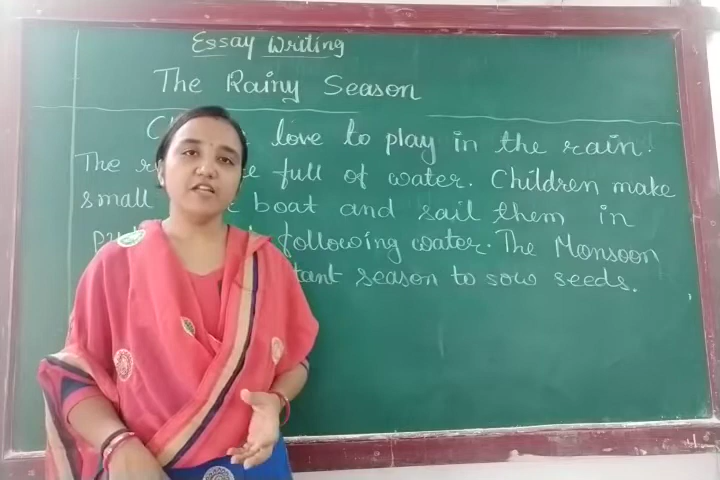 Essay Writing
The Rainy Season
love to play in the rain.
The full of water. Children make
small boat and sail them in
following water. The Monsoon
season to sow seeds.